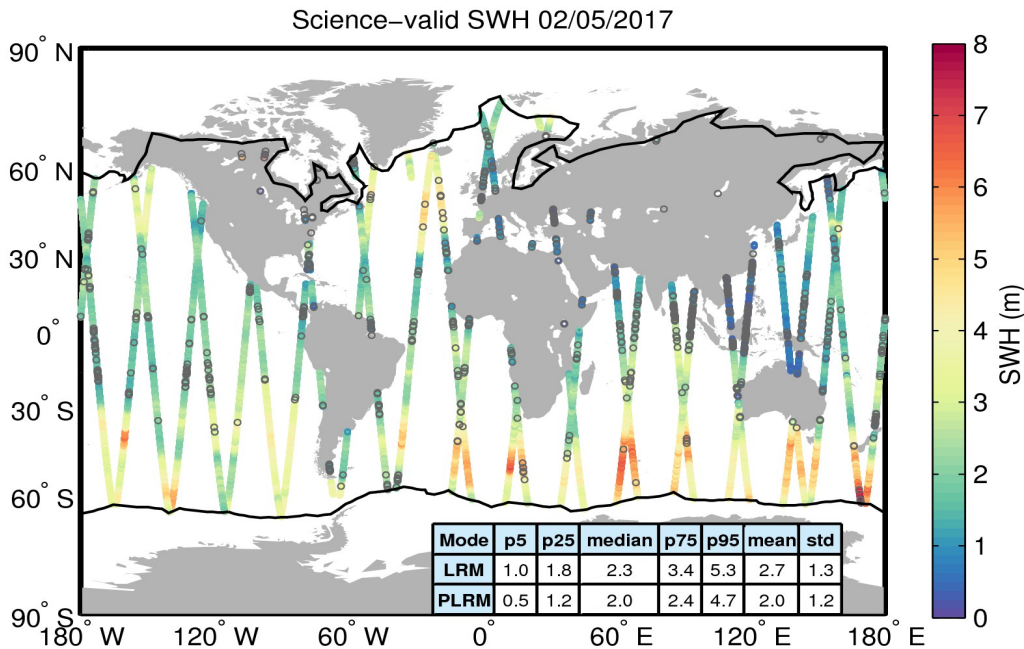 Science−valid SWH 02/05/2017
90° N
60° N
30° N
0°
30° S
60° S
90° S
180° W
120° W
60° W
0°
60° E
120° E
180° E
8
7
6
5
4
3
2
1
0
SWH (m)
Mode p5 p25 median p75 p95 mean std
LRM 1.0 1.8 2.3 3.4 5.3 2.7 1.3
PLRM 0.5 1.2 2.0 2.4 4.7 2.0 1.2